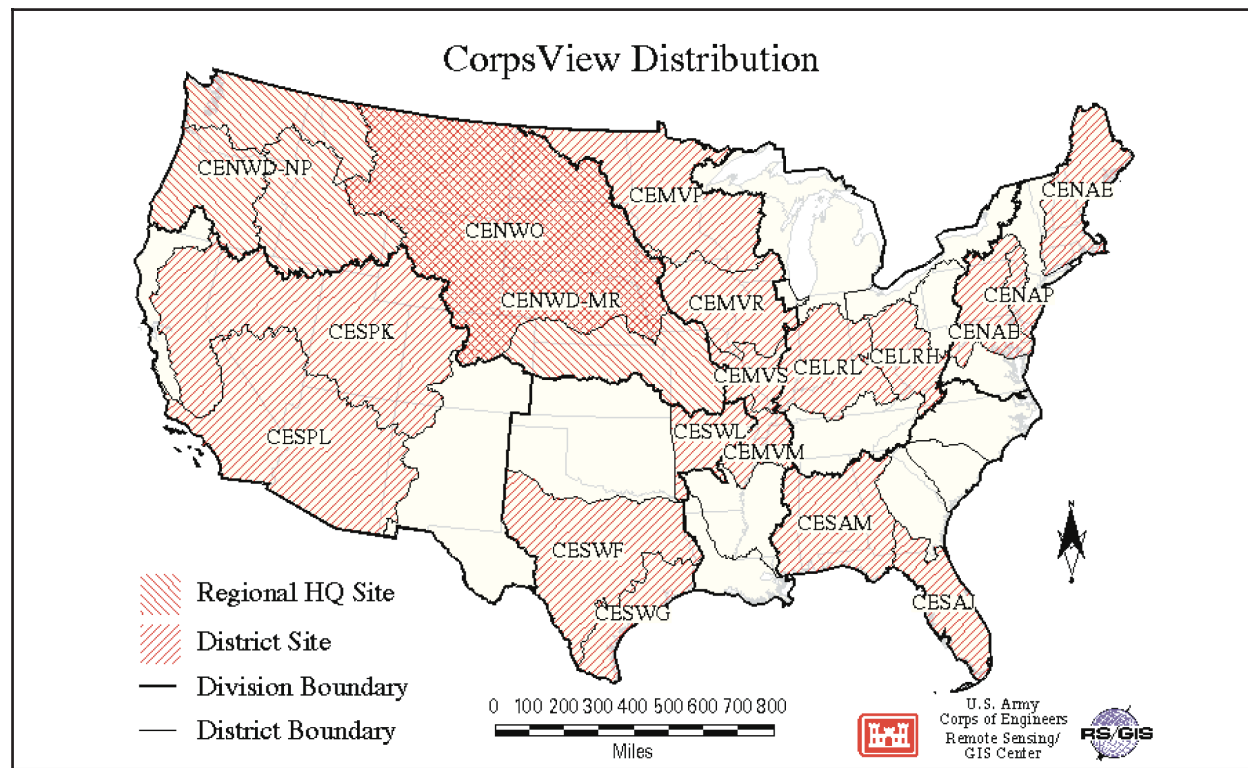 CorpsView Distribution
CENWD-NP
CENWO
CENWD-MR
CEMVP
CEMVR
CEMVS
CENAE
CENAP
CENAB
CELRL
CELRH
CESPK
CESPL
CESWL
CEMVM
CESWF
CESWG
CESAM
CESAJ
N
Regional HQ Site
District Site
Division Boundary
District Boundary
0 100 200 300 400 500 600 700 800
Miles
U.S. Army
Corps of Engineers
Remote Sensing/
GIS Center
RS/GIS